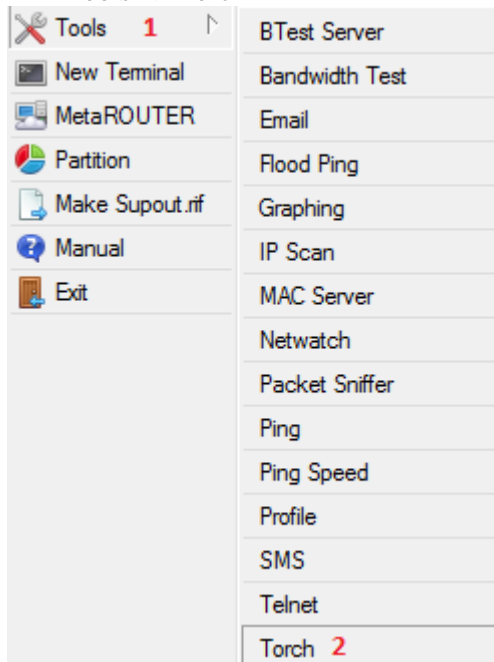 Tools 1
New Terminal
MetaROUTER
Partition
Make Supout.rif
Manual
Exit
BTest Server
Bandwidth Test
Email
Flood Ping
Graphing
IP Scan
MAC Server
Netwatch
Packet Sniffer
Ping
Ping Speed
Profile
SMS
Telnet
Torch 2